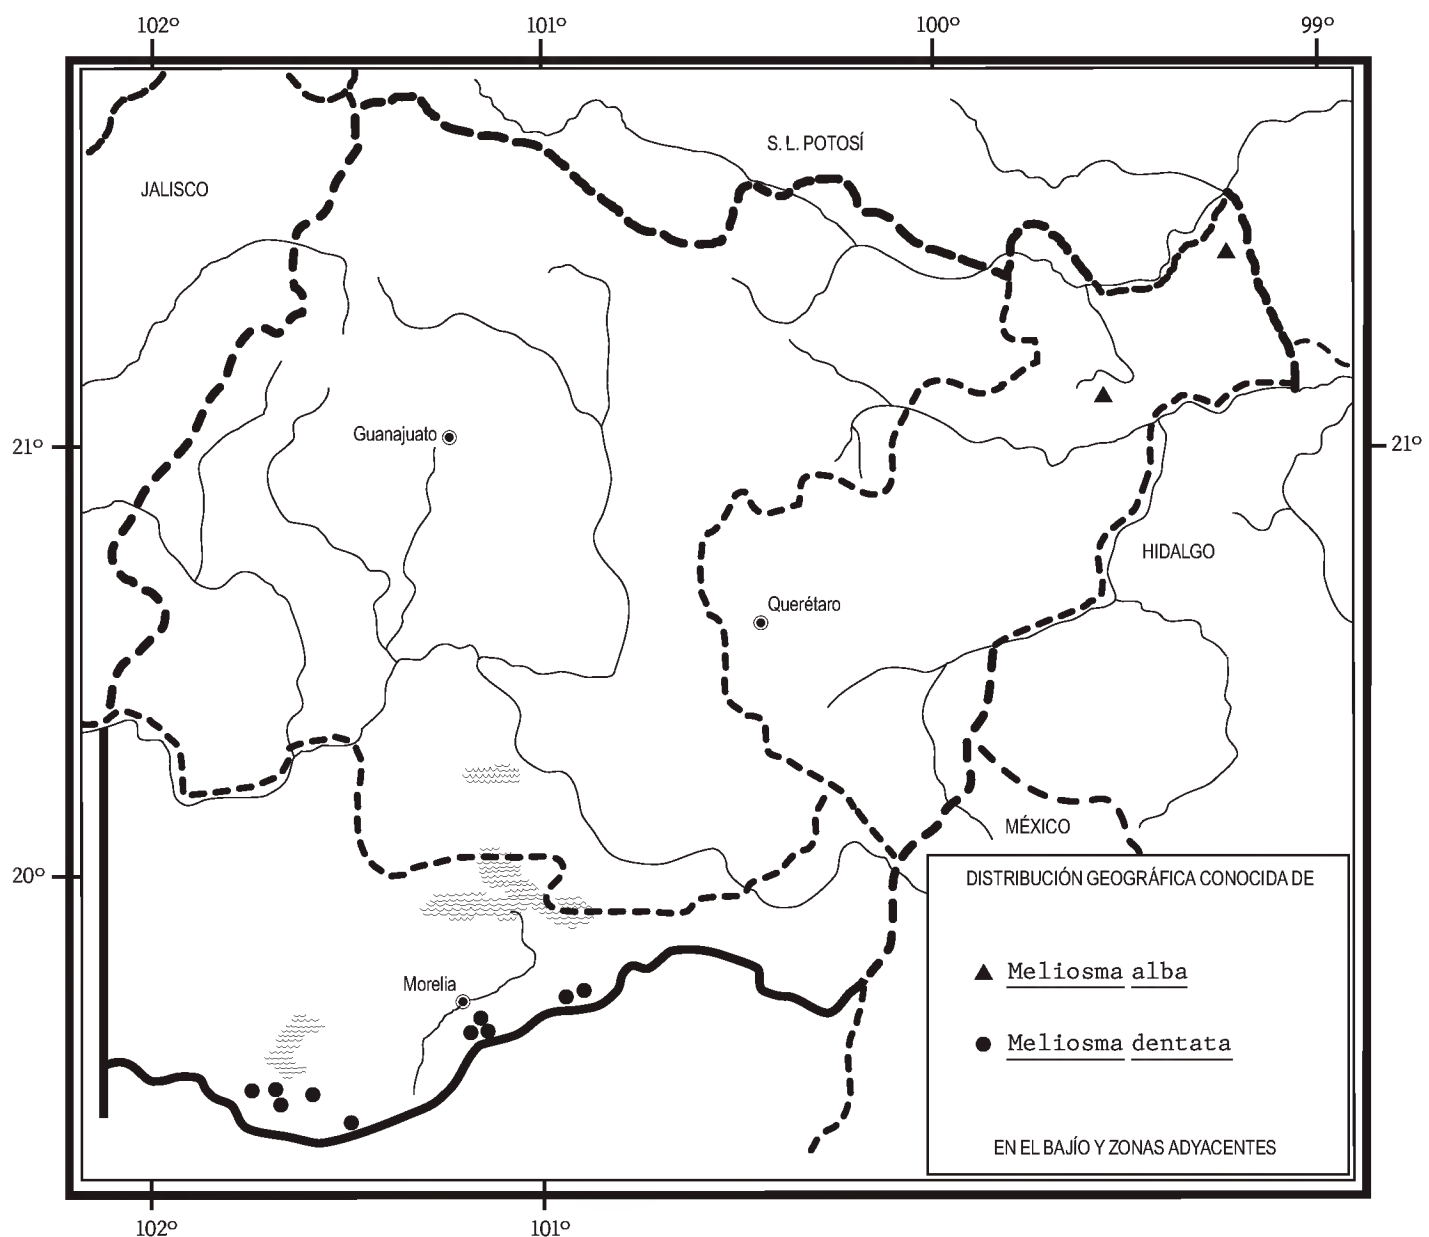 102º 101º 100º 99º
S. L. POTOSÍ
JALISCO
Guanajuato
21º 21º
HIDALGO
Querétaro
MÉXICO
20º
DISTRIBUCIÓN GEOGRÁFICA CONOCIDA DE
Meliosma alba
Morelia
Meliosma dentata
EN EL BAJÍO Y ZONAS ADYACENTES
102º 101º